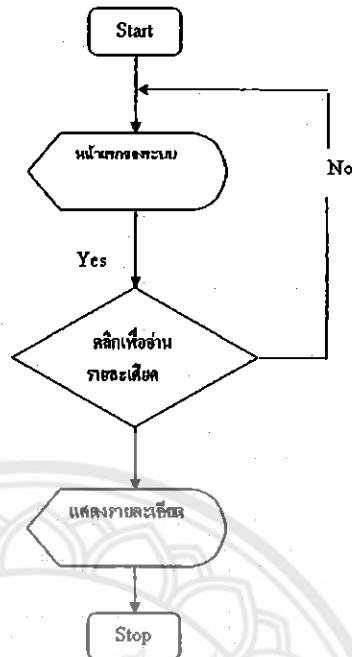 Start
หน้าแรกของระบบ
No
Yes
คลิกเพื่ออ่าน
รายละเอียด
แสดงรายละเอียด
Stop